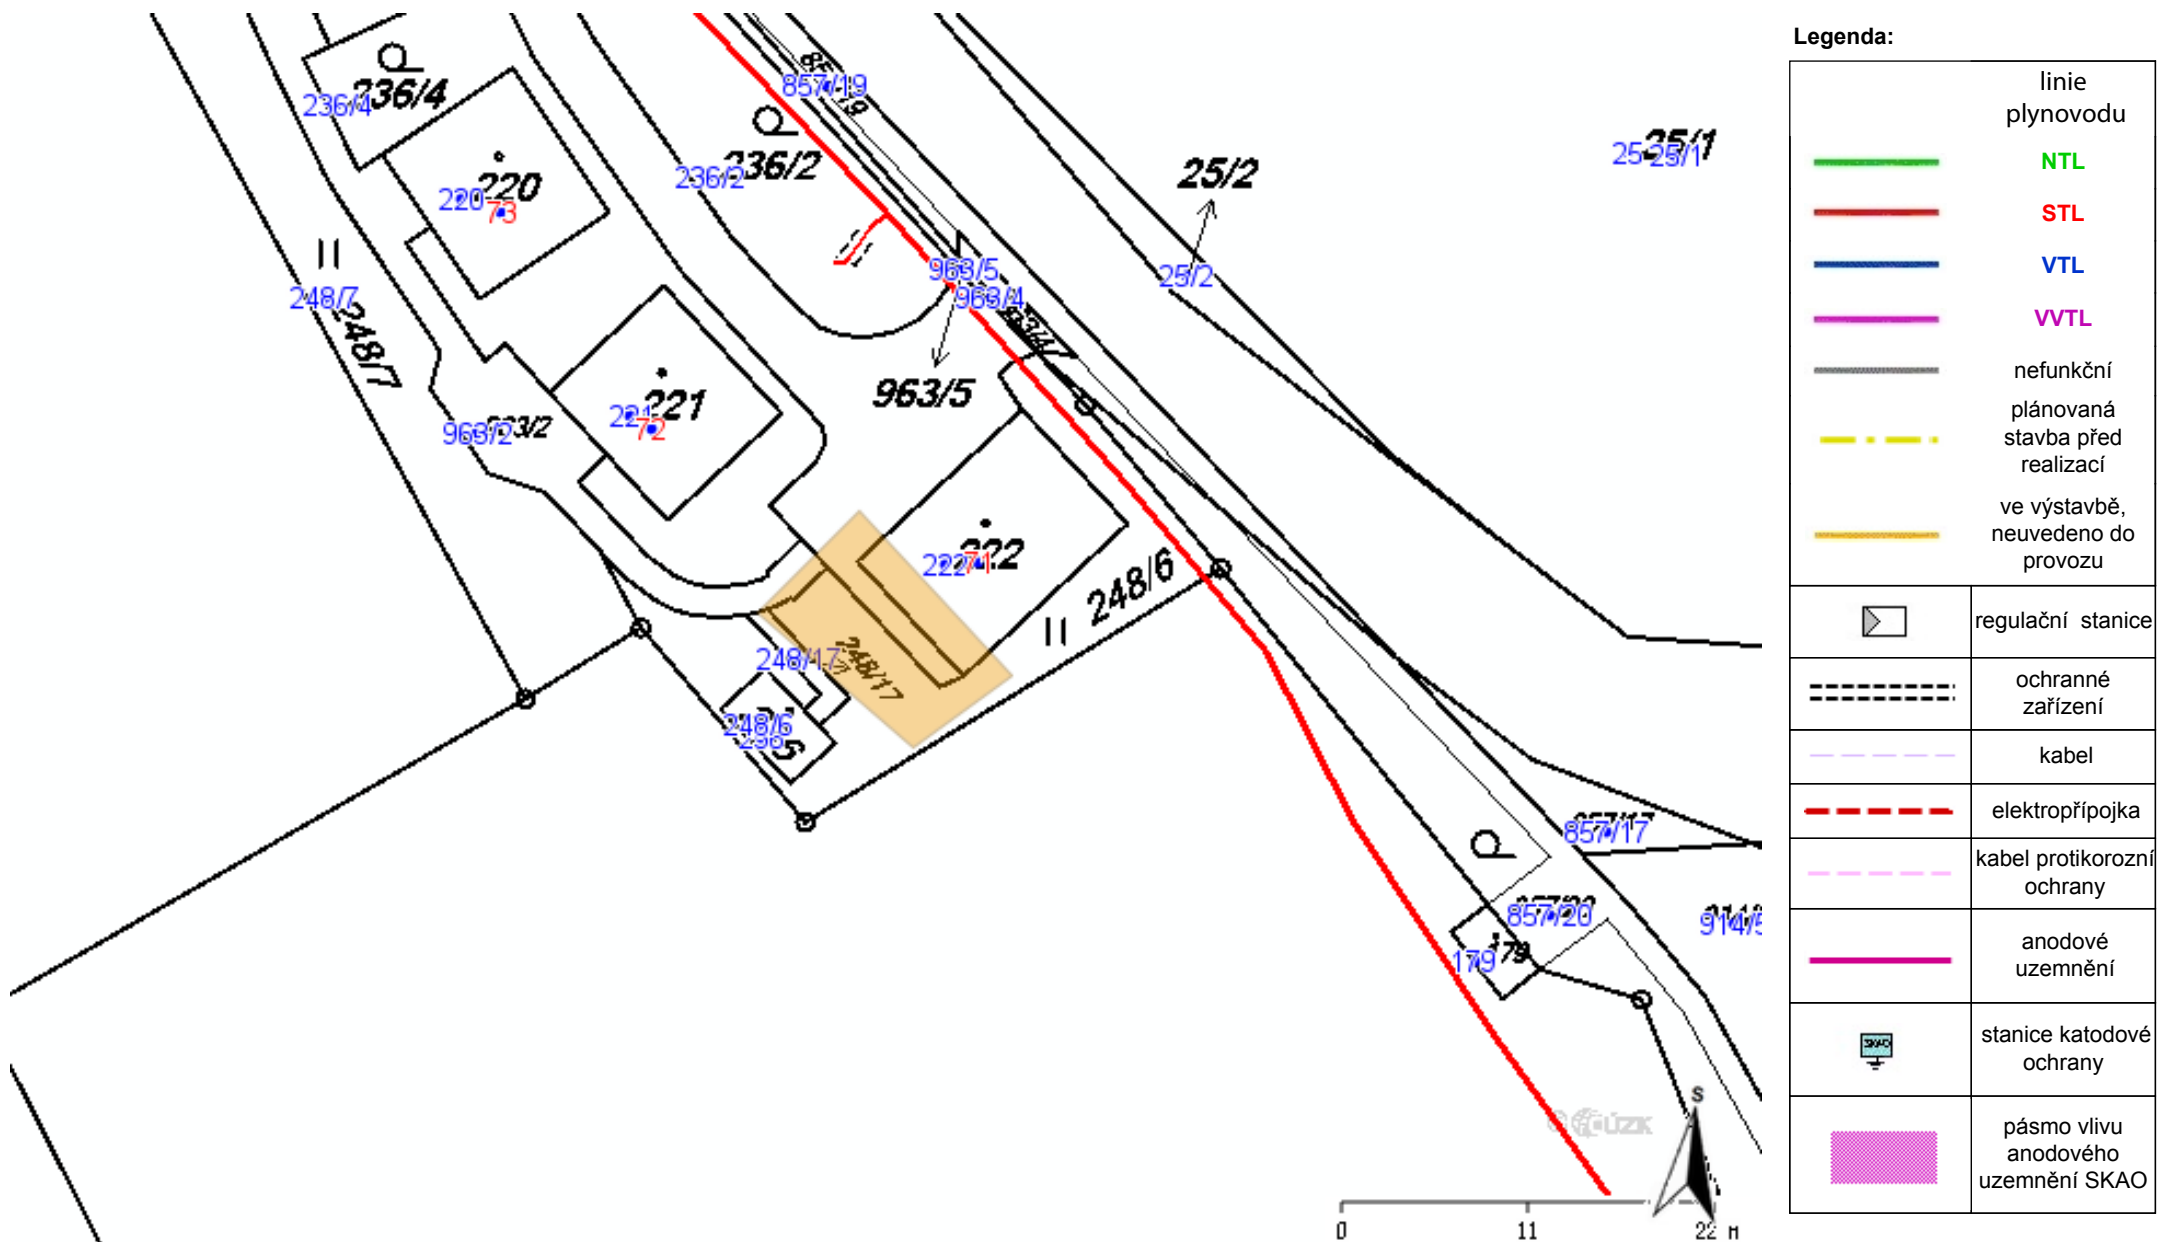 236/4
236/4
220
220
73
248/7
248/7
963/2
221
221
72
857/19
236/2
236/2
25/2
25/2
25/1
25/1
963/5
963/4
963/5
222
222
71
248/6
248/17
248/17
248/6
857/17
857/20
179
179
914/5
ÚZK
S
0
11
22 M
Legenda:
linie
plynovodu
NTL
STL
VTL
VVTL
nefunkční
plánovaná
stavba před
realizací
ve výstavbě,
neuvedeno do
provozu
regulační stanice
ochranné
zařízení
kabel
elektropřípojka
kabel protikorozní
ochrany
anodové
uzemnění
SKAO
stanice katodové
ochrany
pásmo vlivu
anodového
uzemnění SKAO